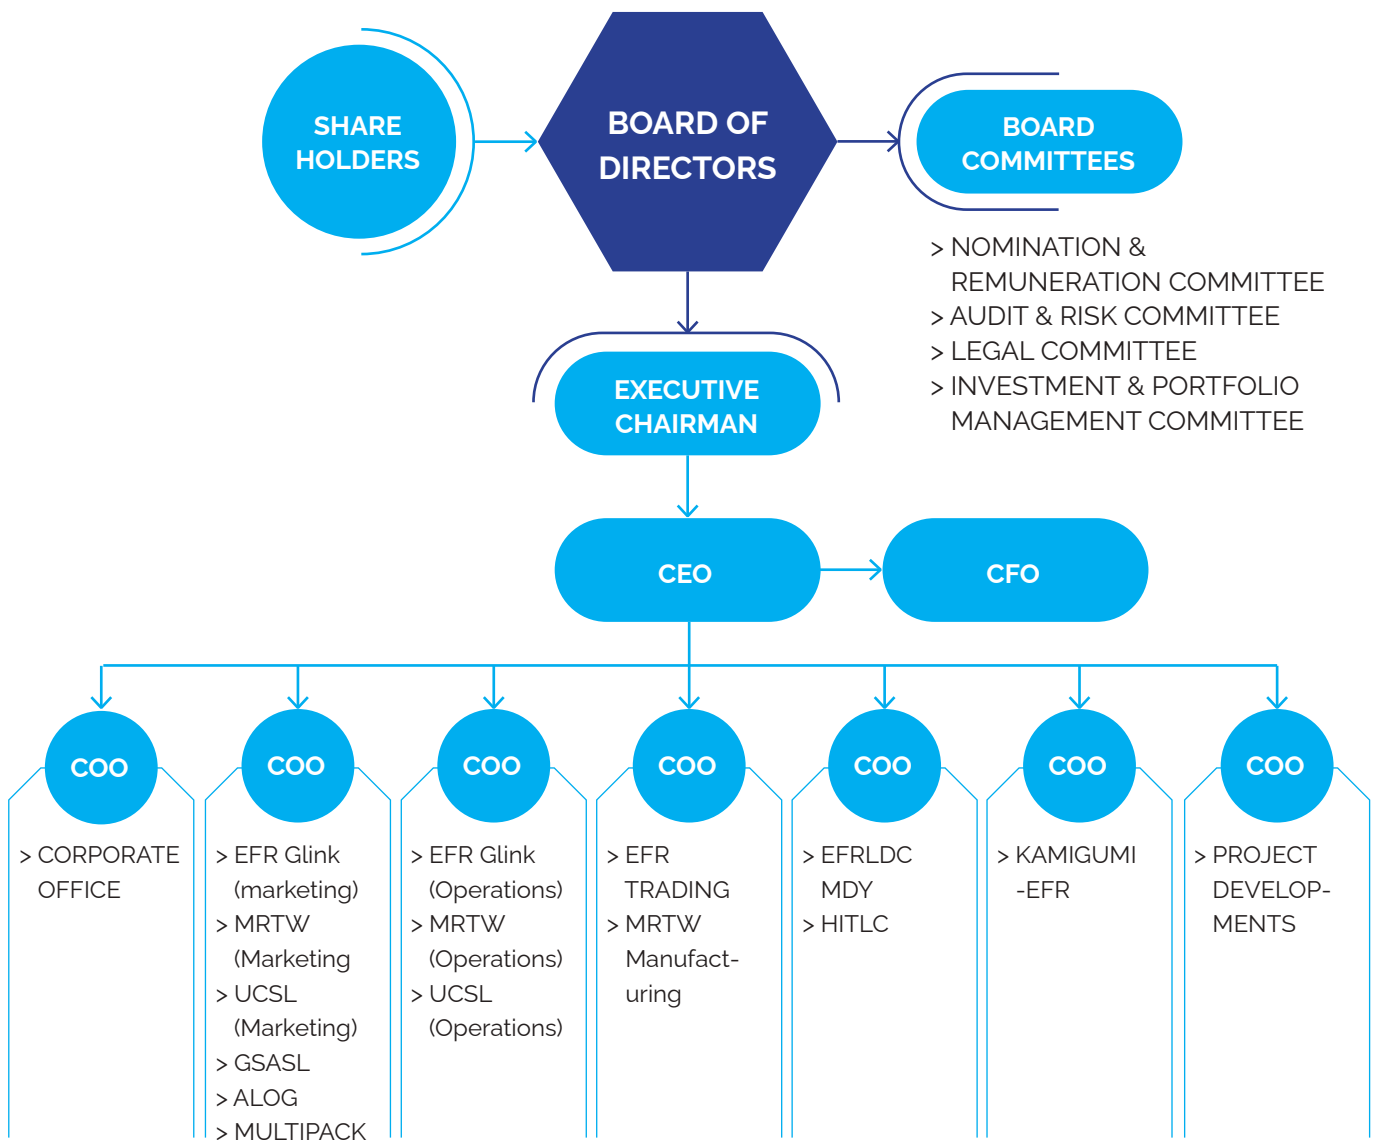 SHARE
HOLDERS
BOARD OF
DIRECTORS
BOARD
COMMITTEES
> NOMINATION &
REMUNERATION COMMITTEE
> AUDIT & RISK COMMITTEE
> LEGAL COMMITTEE
> INVESTMENT & PORTFOLIO
MANAGEMENT COMMITTEE
EXECUTIVE
CHAIRMAN
CEO
CFO
COO
> CORPORATE
OFFICE
COO
> EFR Glink
(marketing)
> MRTW
(Marketing
> UCSL
(Marketing)
> GSASL
> ALOG
> MULTIPACK
COO
> EFR Glink
(Operations)
> MRTW
(Operations)
> UCSL
(Operations)
COO
> EFR
TRADING
> MRTW
Manufact-
uring
COO
> EFRLDC
MDY
> HITLC
COO
> KAMIGUMI
-EFR
COO
> PROJECT
DEVELOP-
MENTS